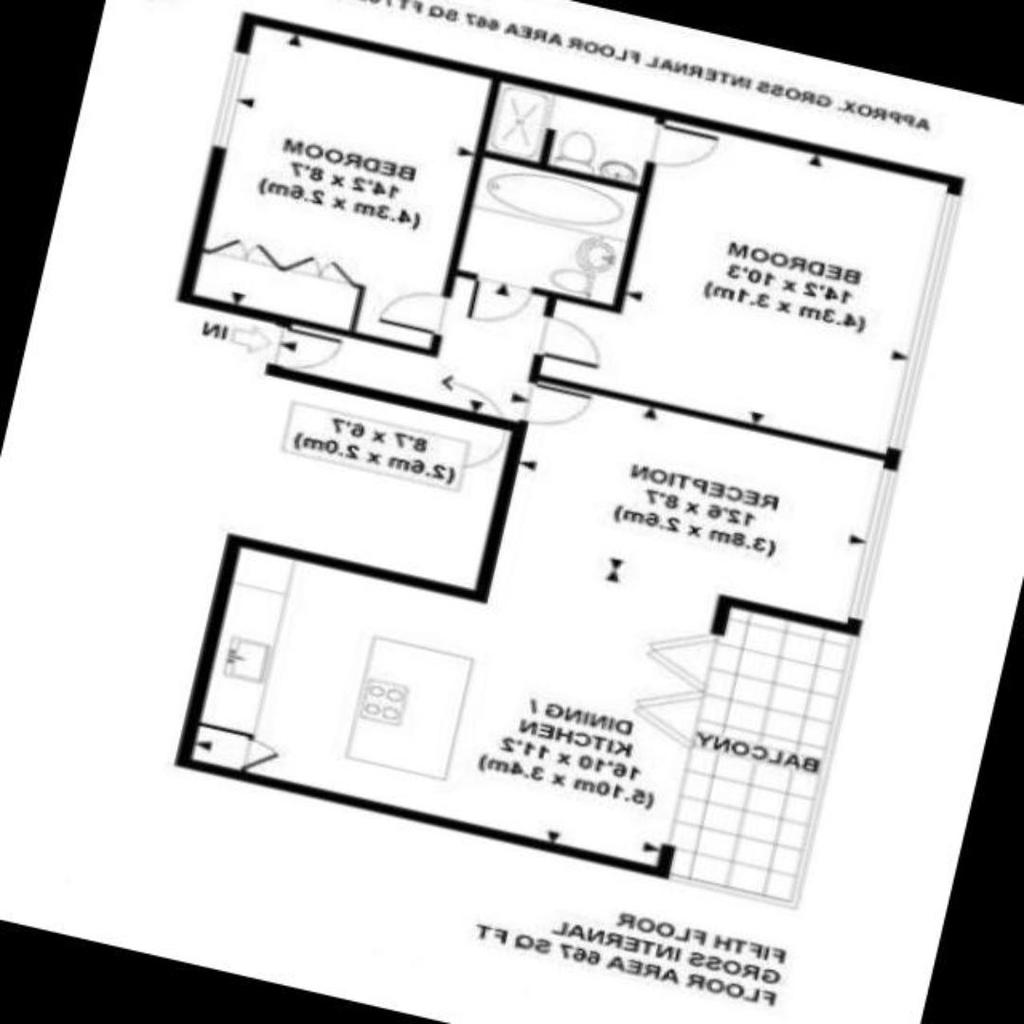 APPROX. GROSS INTERNAL FLOOR AREA 667 SQ FT
BEDROOM
14'2 x 8'7
(4.3m x 2.6m)
BEDROOM
14'2 x 10'3
(4.3m x 3.1m)
IN
8'7 x 6'7
(2.6m x 2.0m)
RECEPTION
12'6 x 8'7
(3.8m x 2.6m)
DINING /
KITCHEN
16'10 x 11'2
(5.10m x 3.4m)
BALCONY
FIFTH FLOOR
GROSS INTERNAL
FLOOR AREA 667 SQ FT